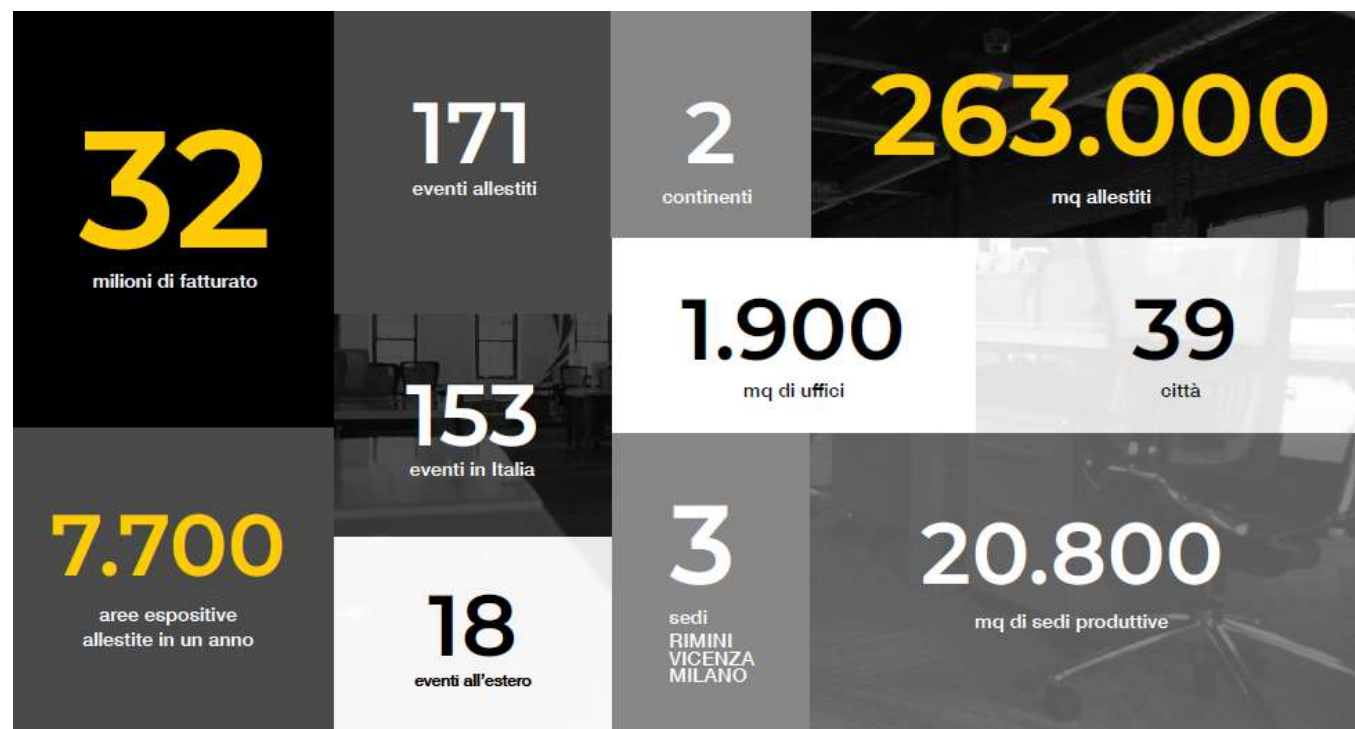 32
milioni di fatturato
171
eventi allestiti
2
continenti
263.000
mq allestiti
1.900
mq di uffici
39
città
153
eventi in Italia
7.700
aree espositive
allestite in un anno
18
eventi all'estero
3
sedi
RIMINI
VICENZA
MILANO
20.800
mq di sedi produttive